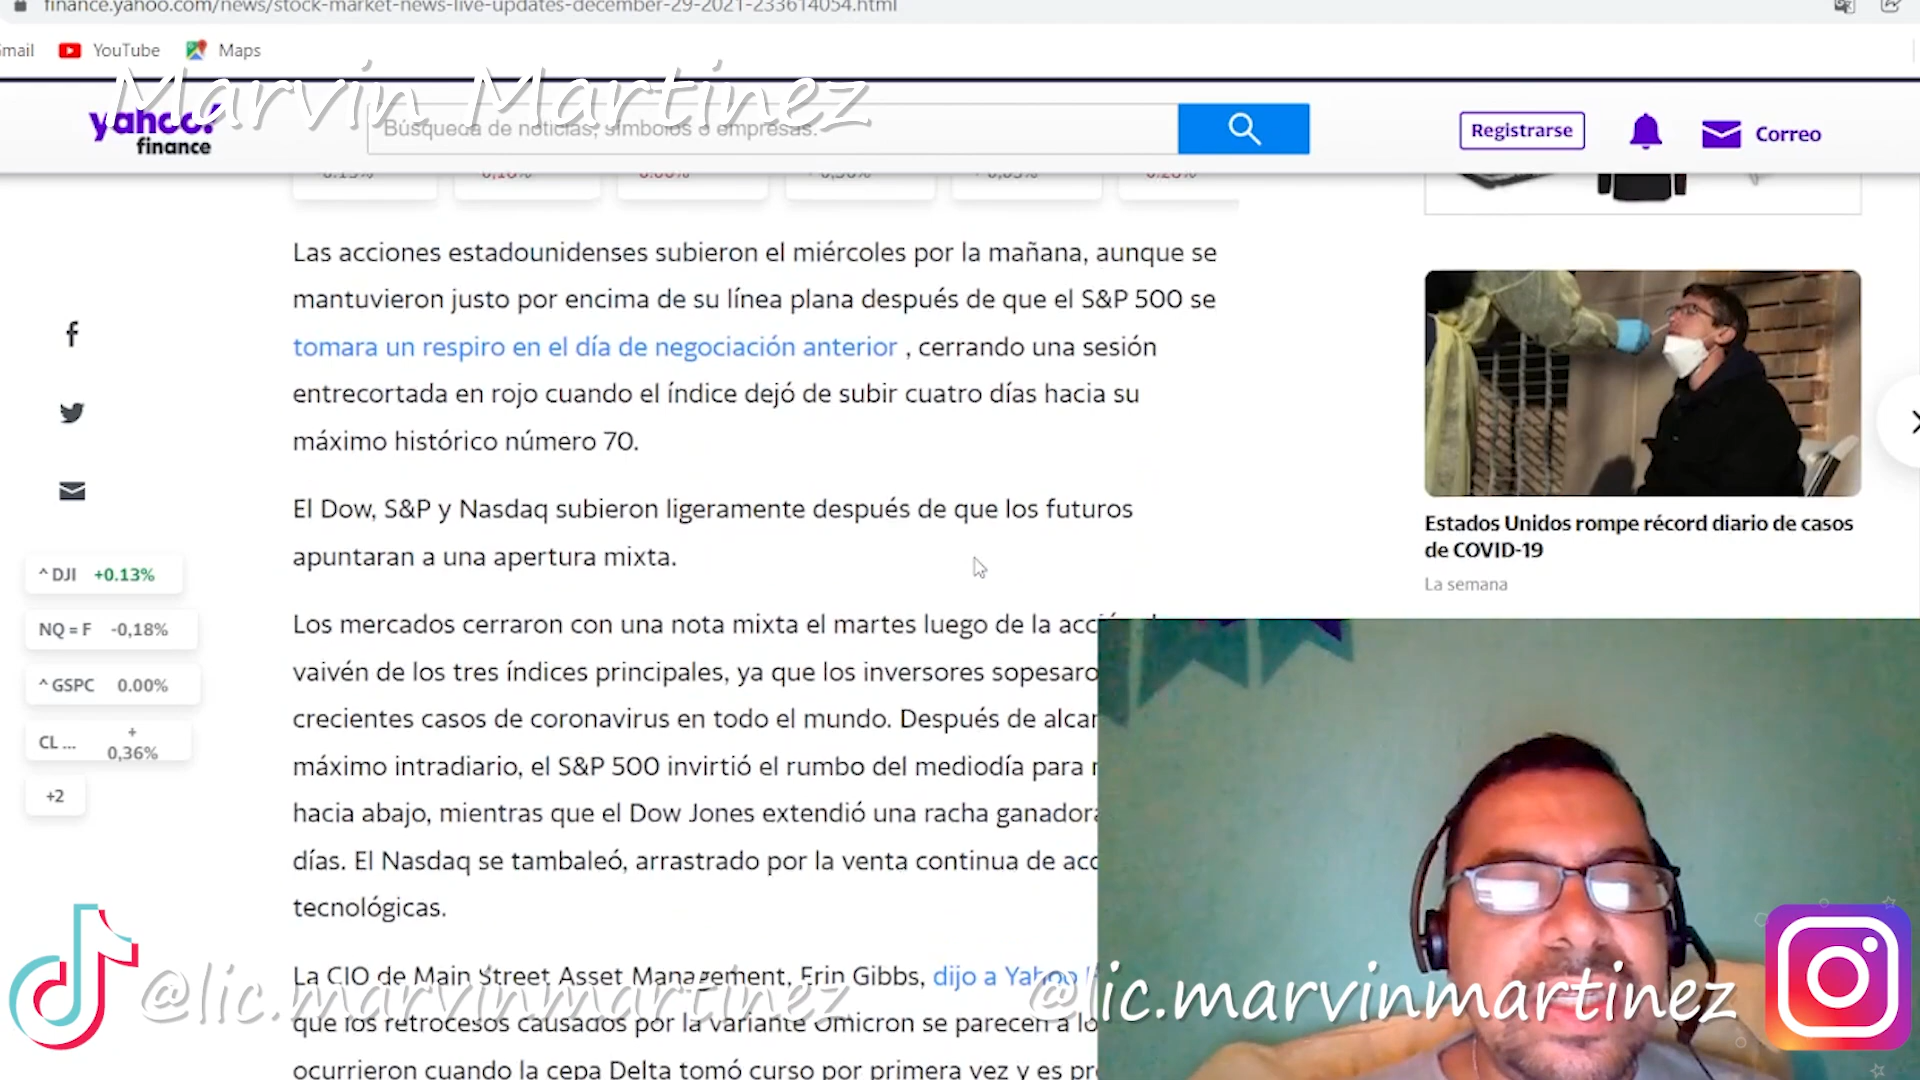 finance.yahoo.com/news/stock-market-news-live-updates-december-29-2021-233614054.html
mail YouTube Maps
Marvin Martinez
yahoo!
finance
Búsqueda de noticias, símbolos o empresas.
Registrarse
Correo
Las acciones estadounidenses subieron el miércoles por la mañana, aunque se
mantuvieron justo por encima de su línea plana después de que el S&P 500 se
tomara un respiro en el día de negociación anterior , cerrando una sesión
entrecortada en rojo cuando el índice dejó de subir cuatro días hacia su
máximo histórico número 70.
El Dow, S&P y Nasdaq subieron ligeramente después de que los futuros
apuntaran a una apertura mixta.
Los mercados cerraron con una nota mixta el martes luego de la
vaivén de los tres índices principales, ya que los inversores
crecientes casos de coronavirus en todo el mundo. Después de
máximo intradiario, el S&P 500 invirtió el rumbo del mediodía para
hacia abajo, mientras que el Dow Jones extendió una racha
días. El Nasdaq se tambaleó, arrastrado por la venta continua de
tecnológicas.
La CIO de Main Street Asset Management, Erin Gibbs, dijo a Yahoo
que los retrocesos causados por la variante Omicron se parecen a
ocurrieron cuando la cepa Delta tomó curso por primera vez y es
^ DJI +0.13%
NQ = F -0,18%
^ GSPC 0.00%
CL ... +
0,36%
+2
Estados Unidos rompe récord diario de casos
de COVID-19
La semana
@lic.marvinmartinez
@lic.marvinmartinez